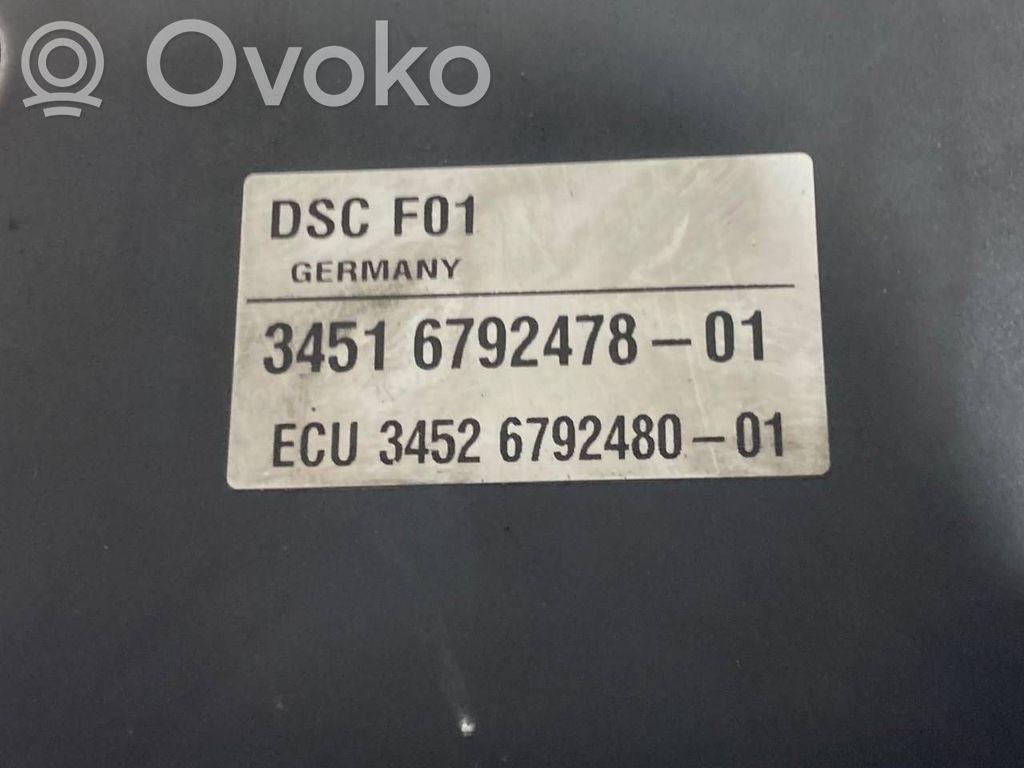 Ovoko
DSC F01
GERMANY
3451 6792478-01
ECU 3452 6792480-01